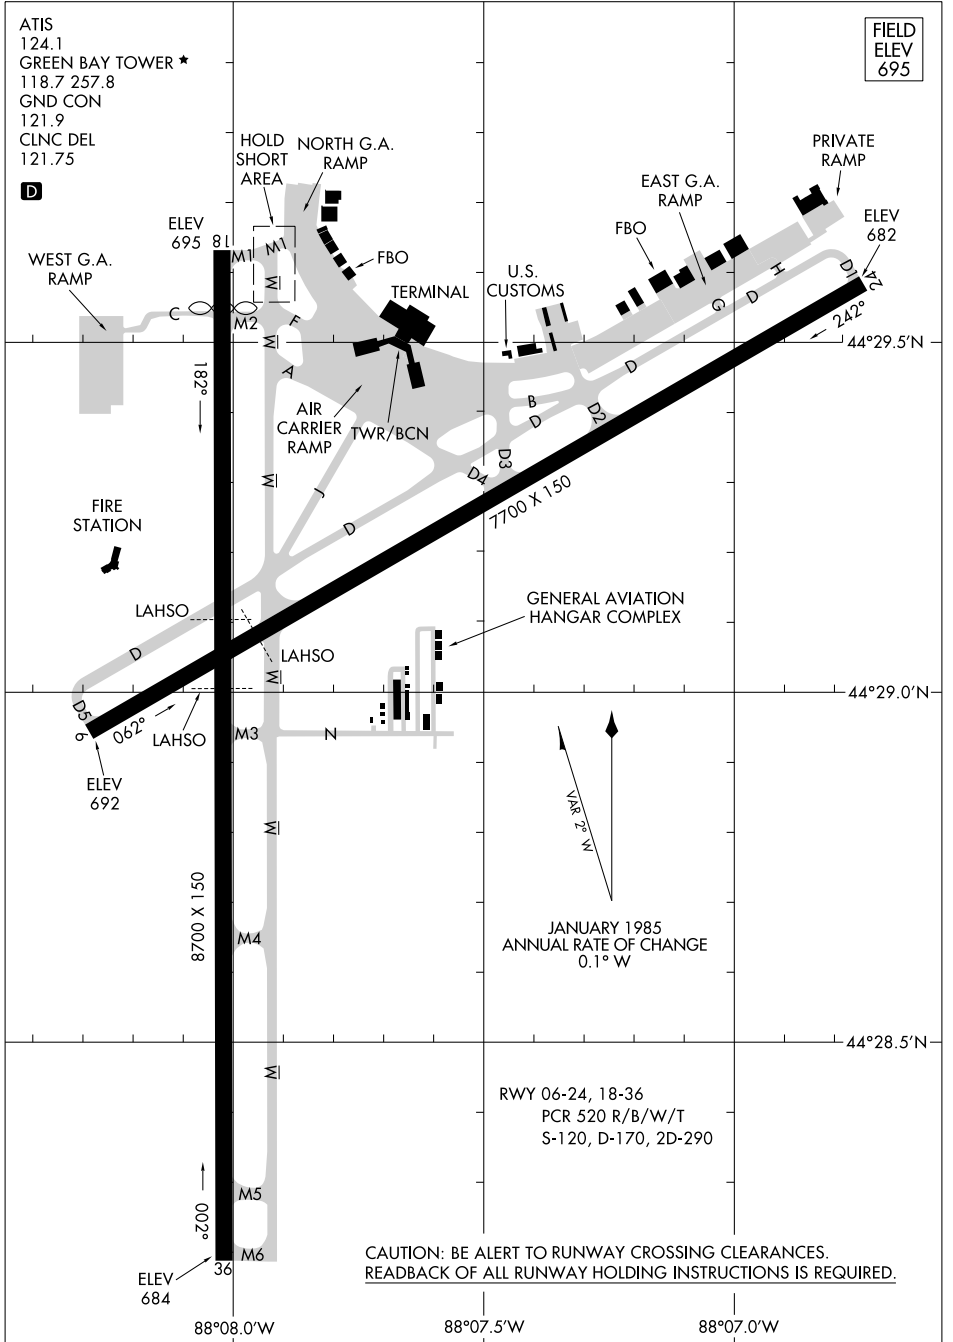 ATIS
124.1
GREEN BAY TOWER ★
118.7 257.8
GND CON
121.9
CLNC DEL
121.75
D
FIELD
ELEV
695
HOLD
SHORT
AREA
NORTH G.A.
RAMP
PRIVATE
RAMP
EAST G.A.
RAMP
ELEV
695
18
M1
M1
M
FBO
ELEV
682
FBO
WEST G.A.
RAMP
U.S.
CUSTOMS
TERMINAL
H
D1
24
G
D
C
M2
F
M
242°
44°29.5'N
182°
A
D
AIR
CARRIER
RAMP
TWR/BCN
B
D
D2
D3
D4
M
J
7700 X 150
D
FIRE
STATION
GENERAL AVIATION
HANGAR COMPLEX
LAHSO
LAHSO
D
M
44°29.0'N
D5
6
062°
LAHSO
M3
N
ELEV
692
VAR 2° W
M
8700 X 150
M4
JANUARY 1985
ANNUAL RATE OF CHANGE
0.1° W
44°28.5'N
M
RWY 06-24, 18-36
PCR 520 R/B/W/T
S-120, D-170, 2D-290
M5
002°
M6
36
ELEV
684
CAUTION: BE ALERT TO RUNWAY CROSSING CLEARANCES.
READBACK OF ALL RUNWAY HOLDING INSTRUCTIONS IS REQUIRED.
88°08.0'W
88°07.5'W
88°07.0'W